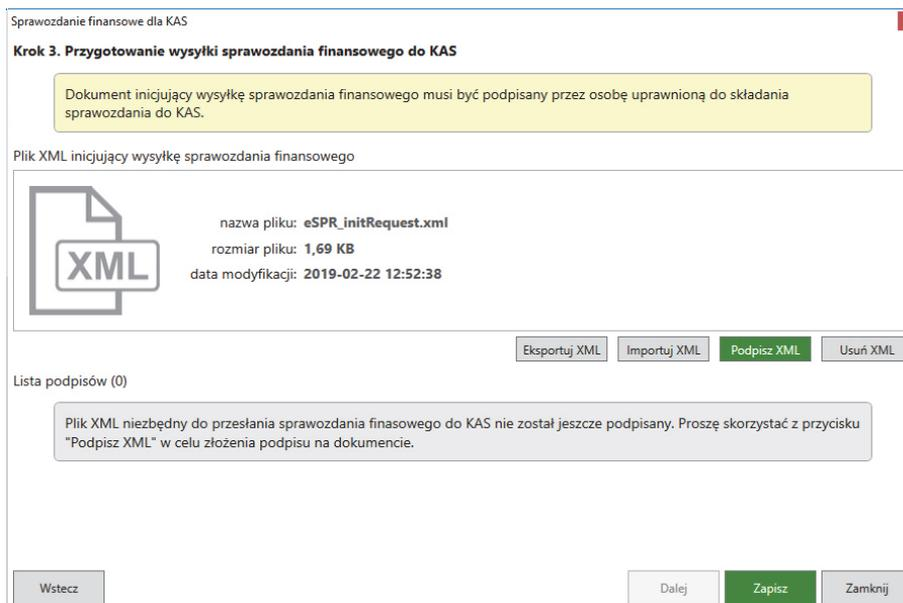 Sprawozdanie finansowe dla KAS
Krok 3. Przygotowanie wysyłki sprawozdania finansowego do KAS
Dokument inicjujący wysyłkę sprawozdania finansowego musi być podpisany przez osobę uprawnioną do składania
sprawozdania do KAS.
Plik XML inicjujący wysyłkę sprawozdania finansowego
XML
nazwa pliku: eSPR_initRequest.xml
rozmiar pliku: 1,69 KB
data modyfikacji: 2019-02-22 12:52:38
Eksportuj XML Importuj XML Podpisz XML Usuń XML
Lista podpisów (0)
Plik XML niezbędny do przesłania sprawozdania finasowego do KAS nie został jeszcze podpisany. Proszę skorzystać z przycisku
"Podpisz XML" w celu złożenia podpisu na dokumencie.
Wstecz Dalej Zapisz Zamknij